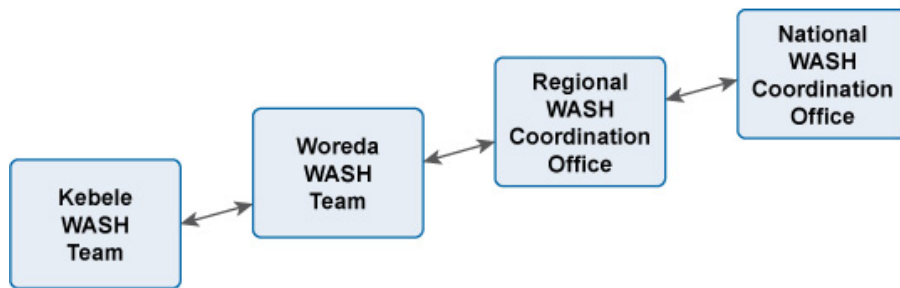 Kebele
WASH
Team
Woreda
WASH
Team
Regional
WASH
Coordination
Office
National
WASH
Coordination
Office